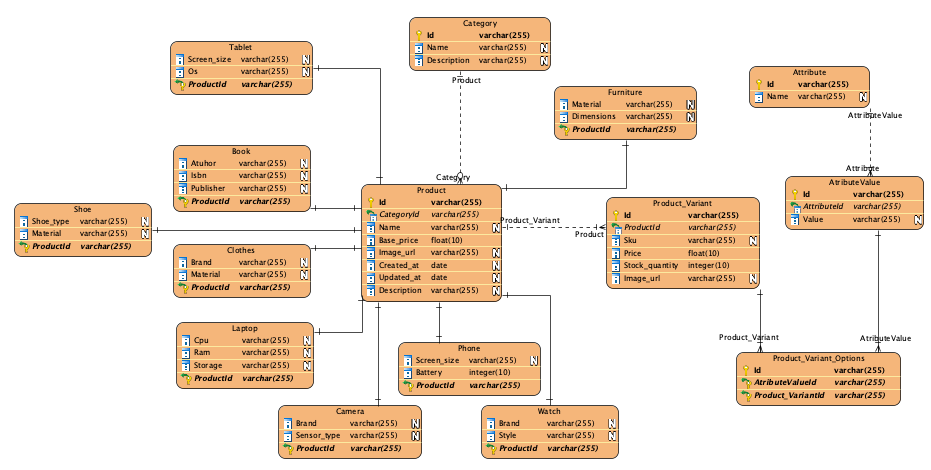 Category
Id varchar(255)
Name varchar(255) N
Description varchar(255) N
Product
Category
Tablet
Screen_size varchar(255) N
Os varchar(255) N
ProductId varchar(255)
Furniture
Material varchar(255) N
Dimensions varchar(255) N
ProductId varchar(255)
Attribute
Id varchar(255)
Name varchar(255) N
AttributeValue
Attribute
Book
Atuhor varchar(255) N
Isbn varchar(255) N
Publisher varchar(255) N
ProductId varchar(255)
Product
Id varchar(255)
CategoryId varchar(255)
Name varchar(255) N
Base_price float(10)
Image_url varchar(255) N
Created_at date N
Updated_at date N
Description varchar(255) N
Product_Variant
Product
Product_Variant
Id varchar(255)
ProductId varchar(255)
Sku varchar(255) N
Price float(10)
Stock_quantity integer(10)
Image_url varchar(255) N
AtributeValue
Id varchar(255)
AttributeId varchar(255)
Value varchar(255) N
Shoe
Shoe_type varchar(255) N
Material varchar(255) N
ProductId varchar(255)
Clothes
Brand varchar(255) N
Material varchar(255) N
ProductId varchar(255)
Laptop
Cpu varchar(255) N
Ram varchar(255) N
Storage varchar(255) N
ProductId varchar(255)
Phone
Screen_size varchar(255) N
Battery integer(10)
ProductId varchar(255)
Product_Variant
AtributeValue
Product_Variant_Options
Id varchar(255)
AtributeValueId varchar(255)
Product_VariantId varchar(255)
Camera
Brand varchar(255) N
Sensor_type varchar(255) N
ProductId varchar(255)
Watch
Brand varchar(255) N
Style varchar(255) N
ProductId varchar(255)